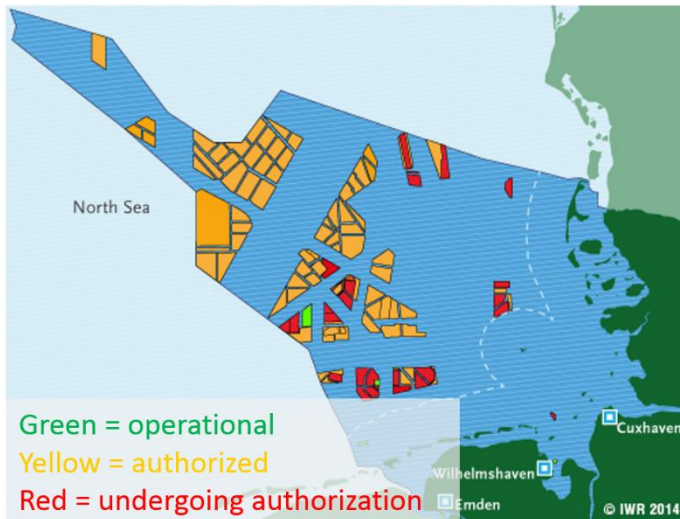 North Sea
Green = operational
Yellow = authorized
Red = undergoing authorization
Cuxhaven
Wilhelmshaven
Emden
© IWR 2014